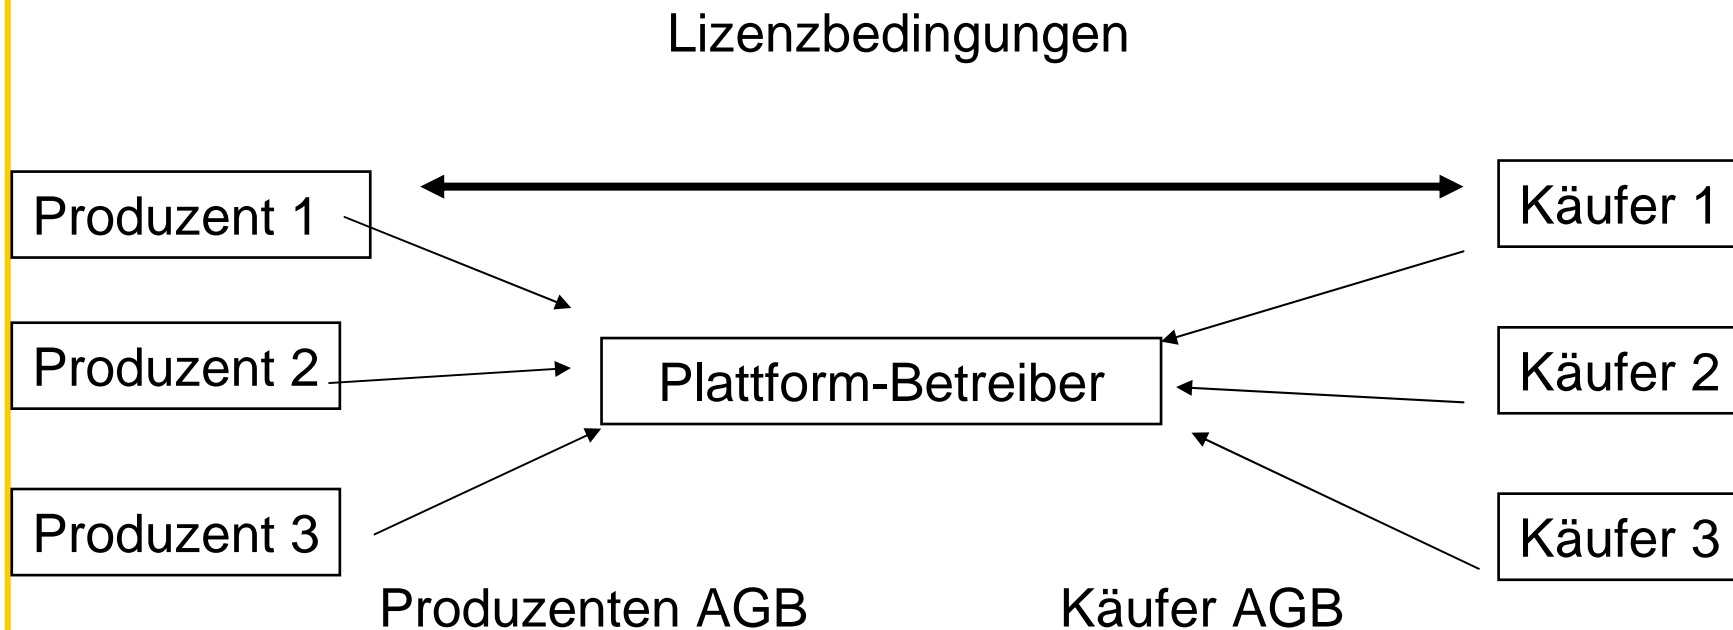 Lizenzbedingungen
Produzent 1
Käufer 1
Produzent 2
Plattform-Betreiber
Käufer 2
Produzent 3
Käufer 3
Produzenten AGB
Käufer AGB